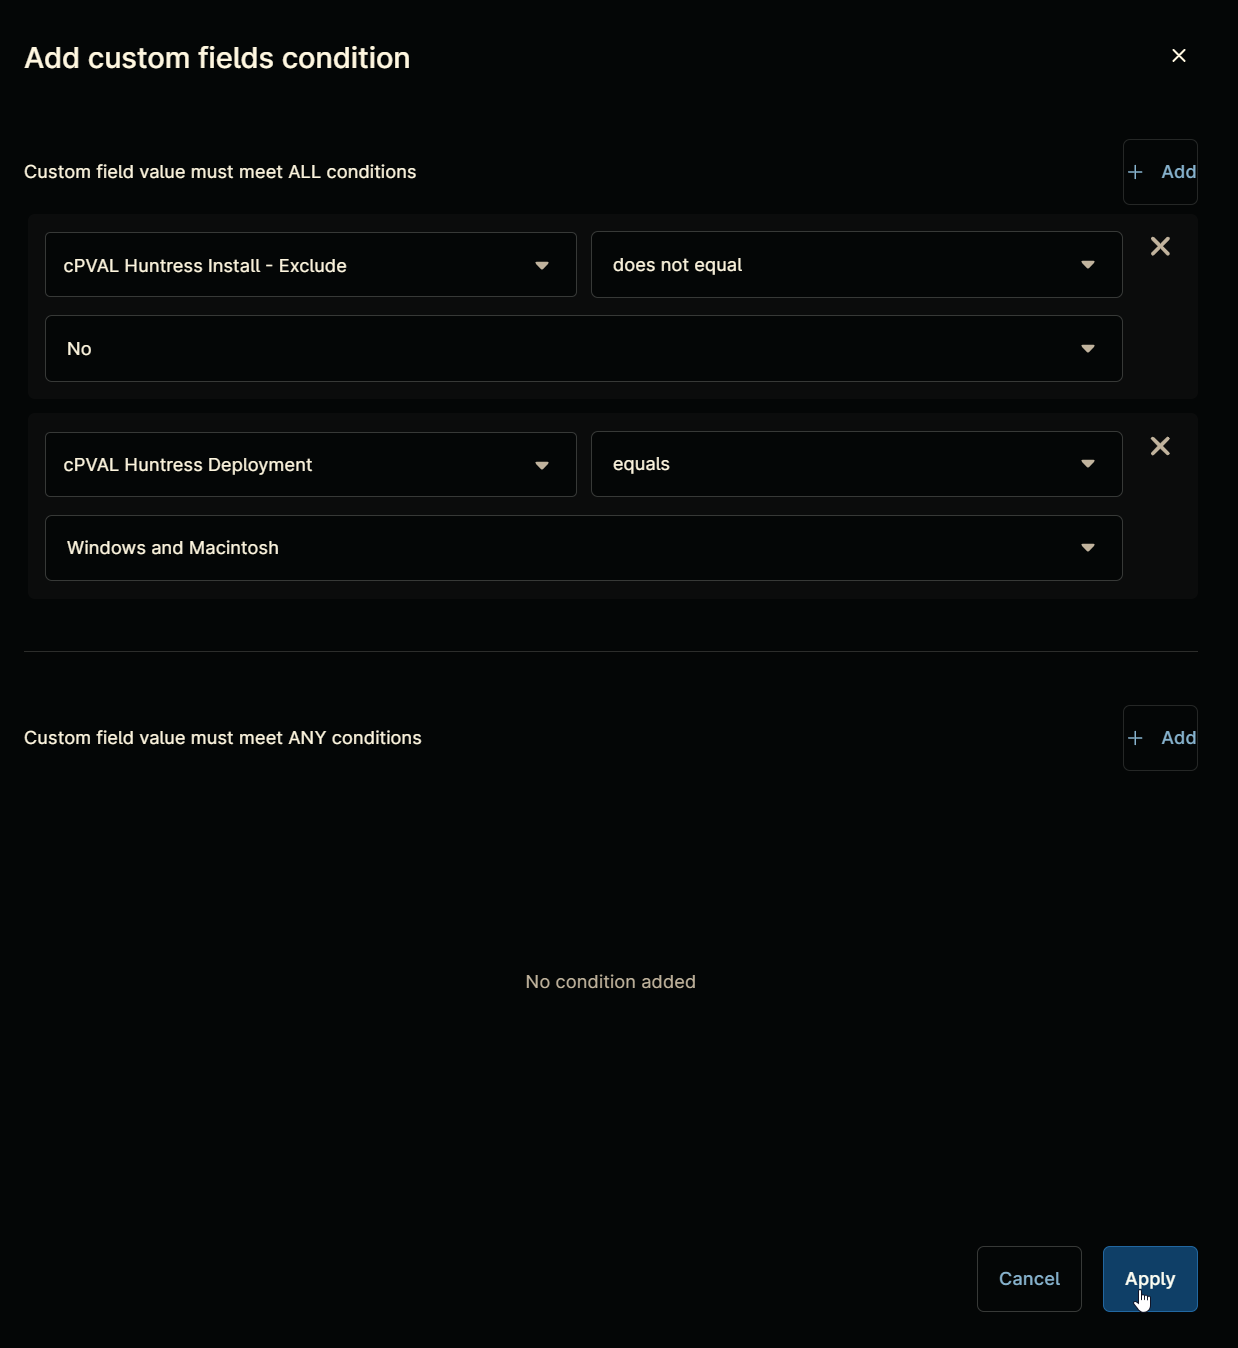 Add custom fields condition
Custom field value must meet ALL conditions
+ Add
cPVAL Huntress Install - Exclude
does not equal
No
cPVAL Huntress Deployment
equals
Windows and Macintosh
Custom field value must meet ANY conditions
+ Add
No condition added
Cancel
Apply